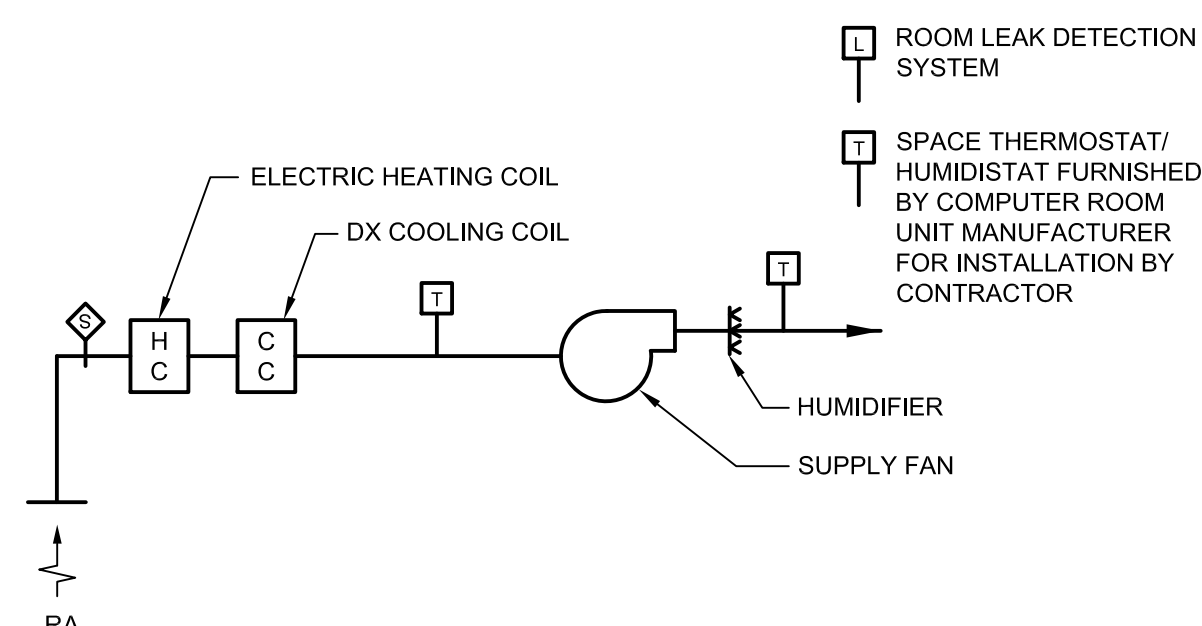 L
ROOM LEAK DETECTION
SYSTEM
T
SPACE THERMOSTAT/
HUMIDISTAT FURNISHED
BY COMPUTER ROOM
UNIT MANUFACTURER
FOR INSTALLATION BY
CONTRACTOR
ELECTRIC HEATING COIL
DX COOLING COIL
T
T
S
H
C
C
C
HUMIDIFIER
SUPPLY FAN
RA